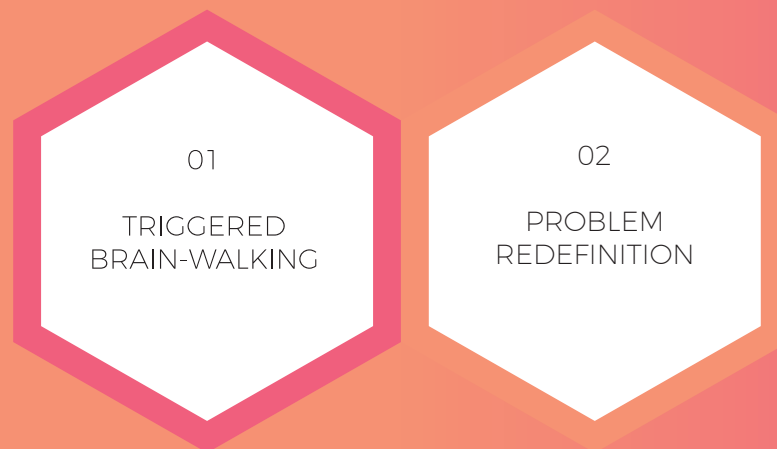 01
TRIGGERED
BRAIN-WALKING
02
PROBLEM
REDEFINITION